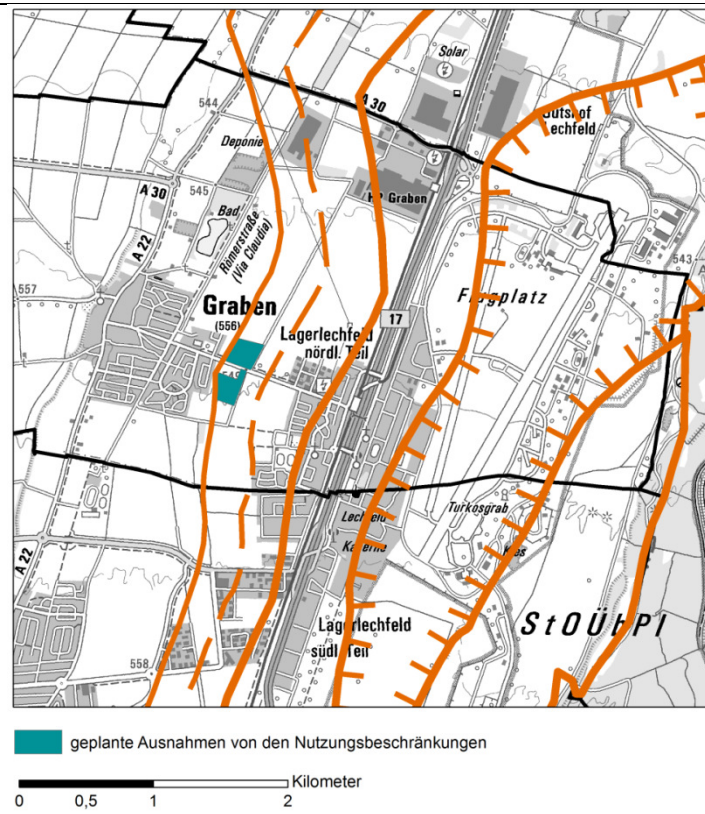 Solar
544
A 30
Gutshof
Lechfeld
Deponie
HP Graben
545
A 30
Bad
Römerstraße
(Via Claudia)
A 22
543
557
Flugplatz
Graben
(556)
17
Lagerlechfeld
nördl. Teil
Lechfeld
Kaserne
Turkosgrab
Kies
A 22
StOÜbPl
Lagerlechfeld
südl. Teil
558
geplante Ausnahmen von den Nutzungsbeschränkungen
Kilometer
0 0,5 1 2